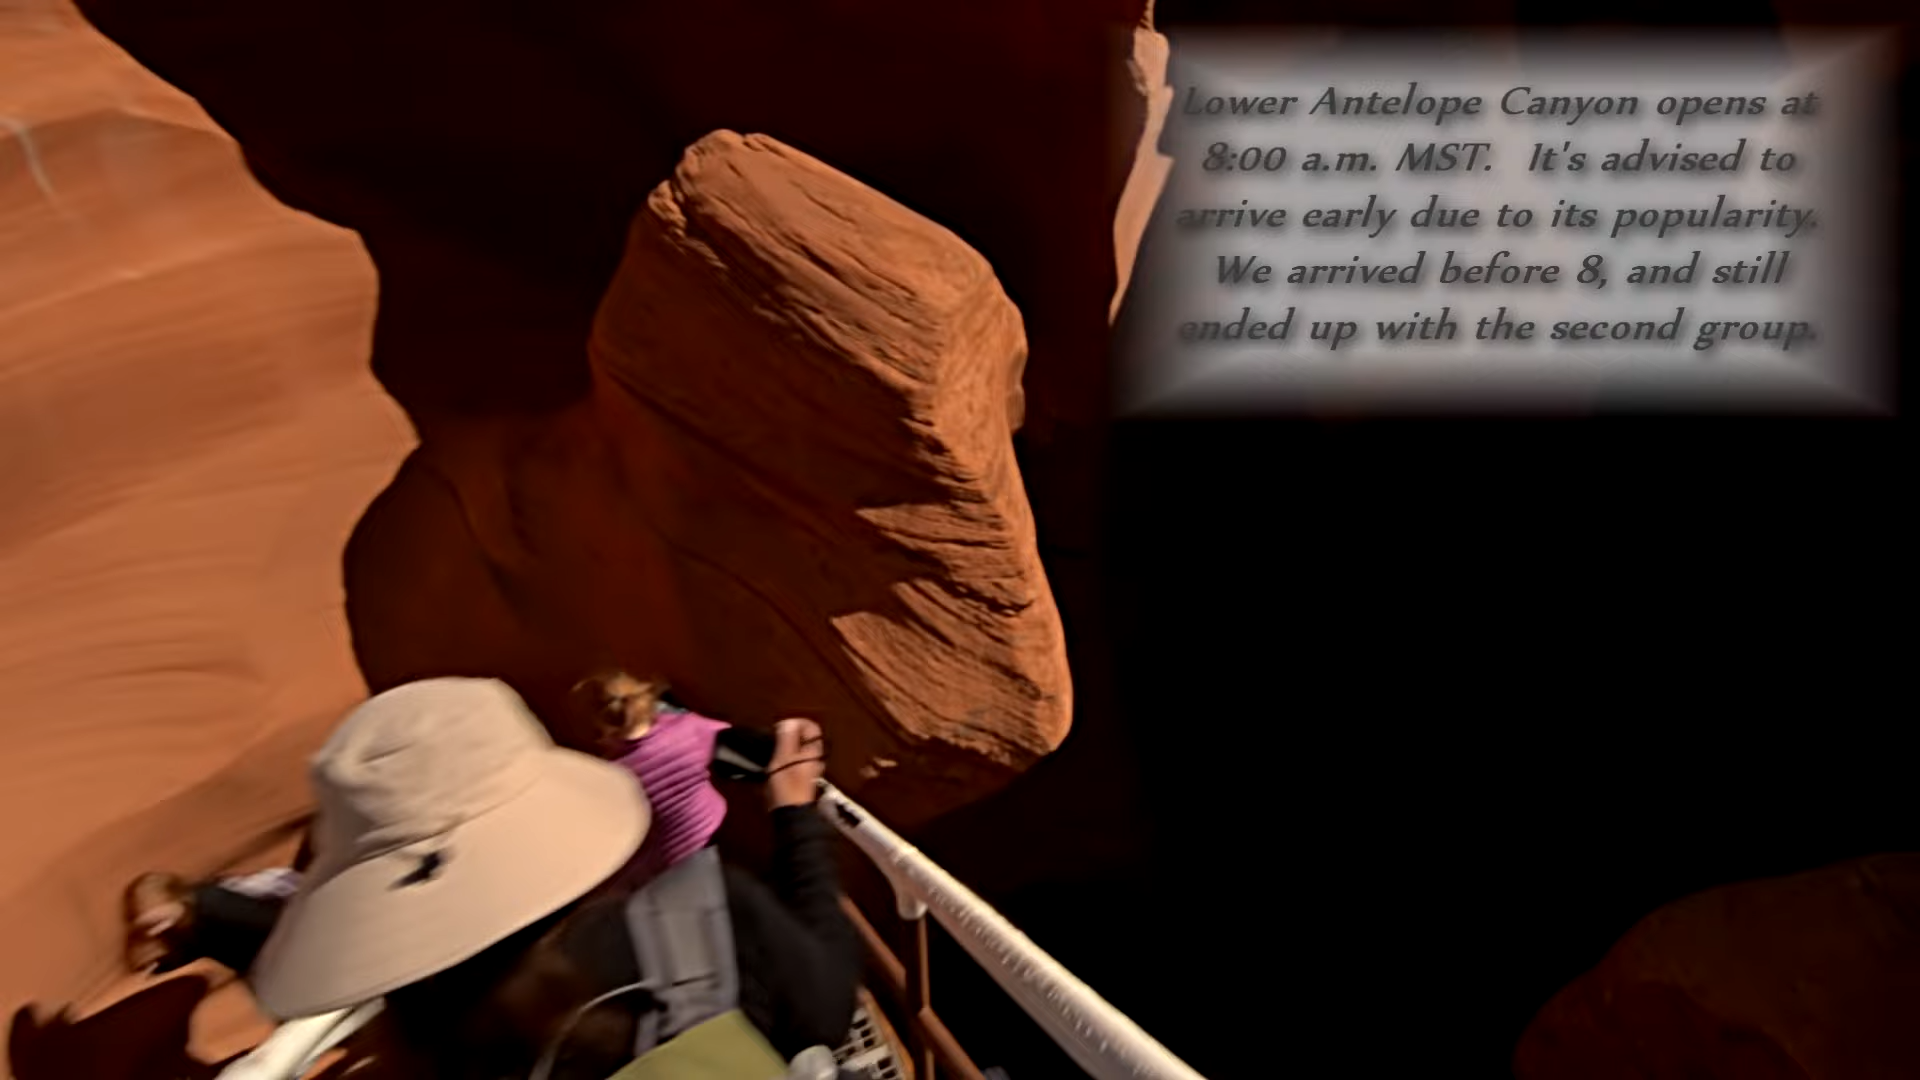 Lower Antelope Canyon opens at
8:00 a.m. MST. It's advised to
arrive early due to its popularity.
We arrived before 8, and still
ended up with the second group.